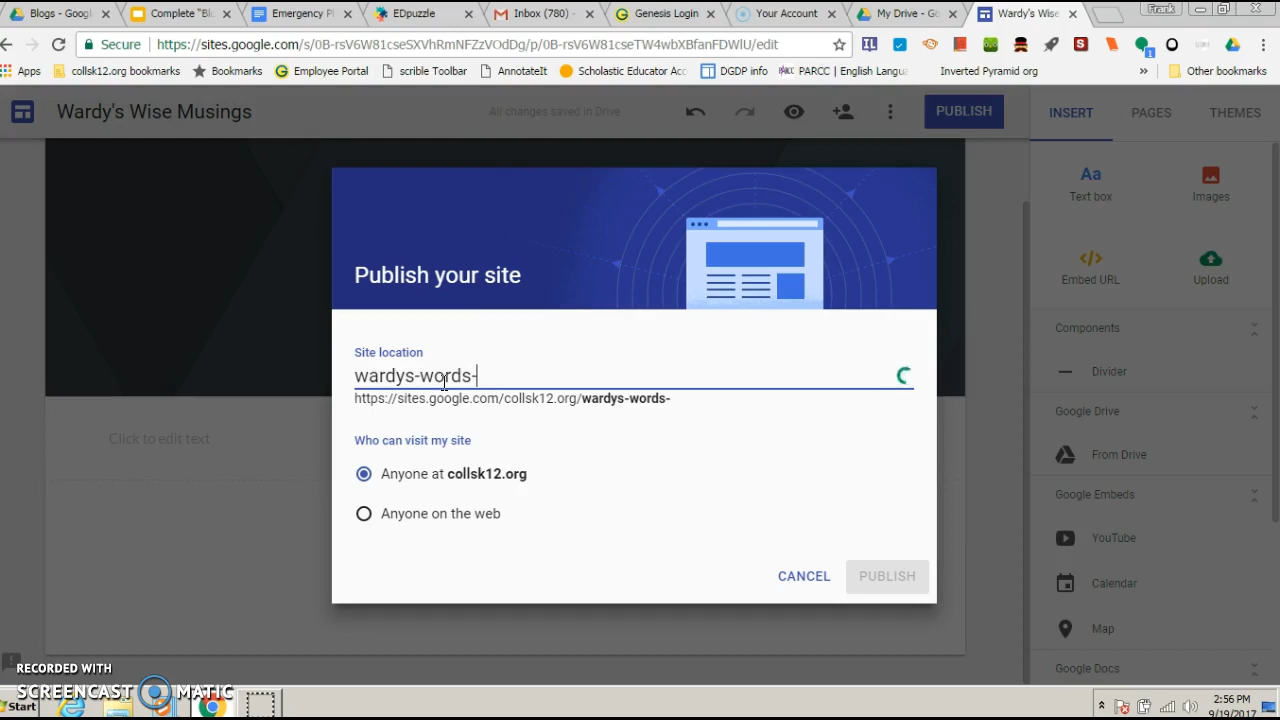 Blogs - Googl
Complete "Bl
Emergency Pl
EDpuzzle
Inbox (780) -
Genesis Login
Your Account
My Drive - Go
Wardy's Wise
Frank
Secure
https://sites.google.com/s/0B-rsV6W81cseSXVhRmNFZzVOdDg/p/0B-rsV6W81cseTW4wbXBfanFDWlU/edit
Apps
collsk12.org bookmarks
Bookmarks
Employee Portal
scrible Toolbar
AnnotateIt
Scholastic Educator Ac
DGDP info
PARCC | English Langua
Inverted Pyramid org
»
Other bookmarks
Wardy's Wise Musings
All changes saved in Drive
PUBLISH
INSERT
PAGES
THEMES
Aa
Text box
Images
Embed URL
Upload
Components
Divider
Google Drive
From Drive
Google Embeds
YouTube
Calendar
Map
Google Docs
Click to edit text
Publish your site
Site location
wardys-words-
https://sites.google.com/collsk12.org/wardys-words-
Who can visit my site
Anyone at collsk12.org
Anyone on the web
CANCEL
PUBLISH
RECORDED WITH
SCREENCAST MATIC
Start
2:56 PM
9/19/2017